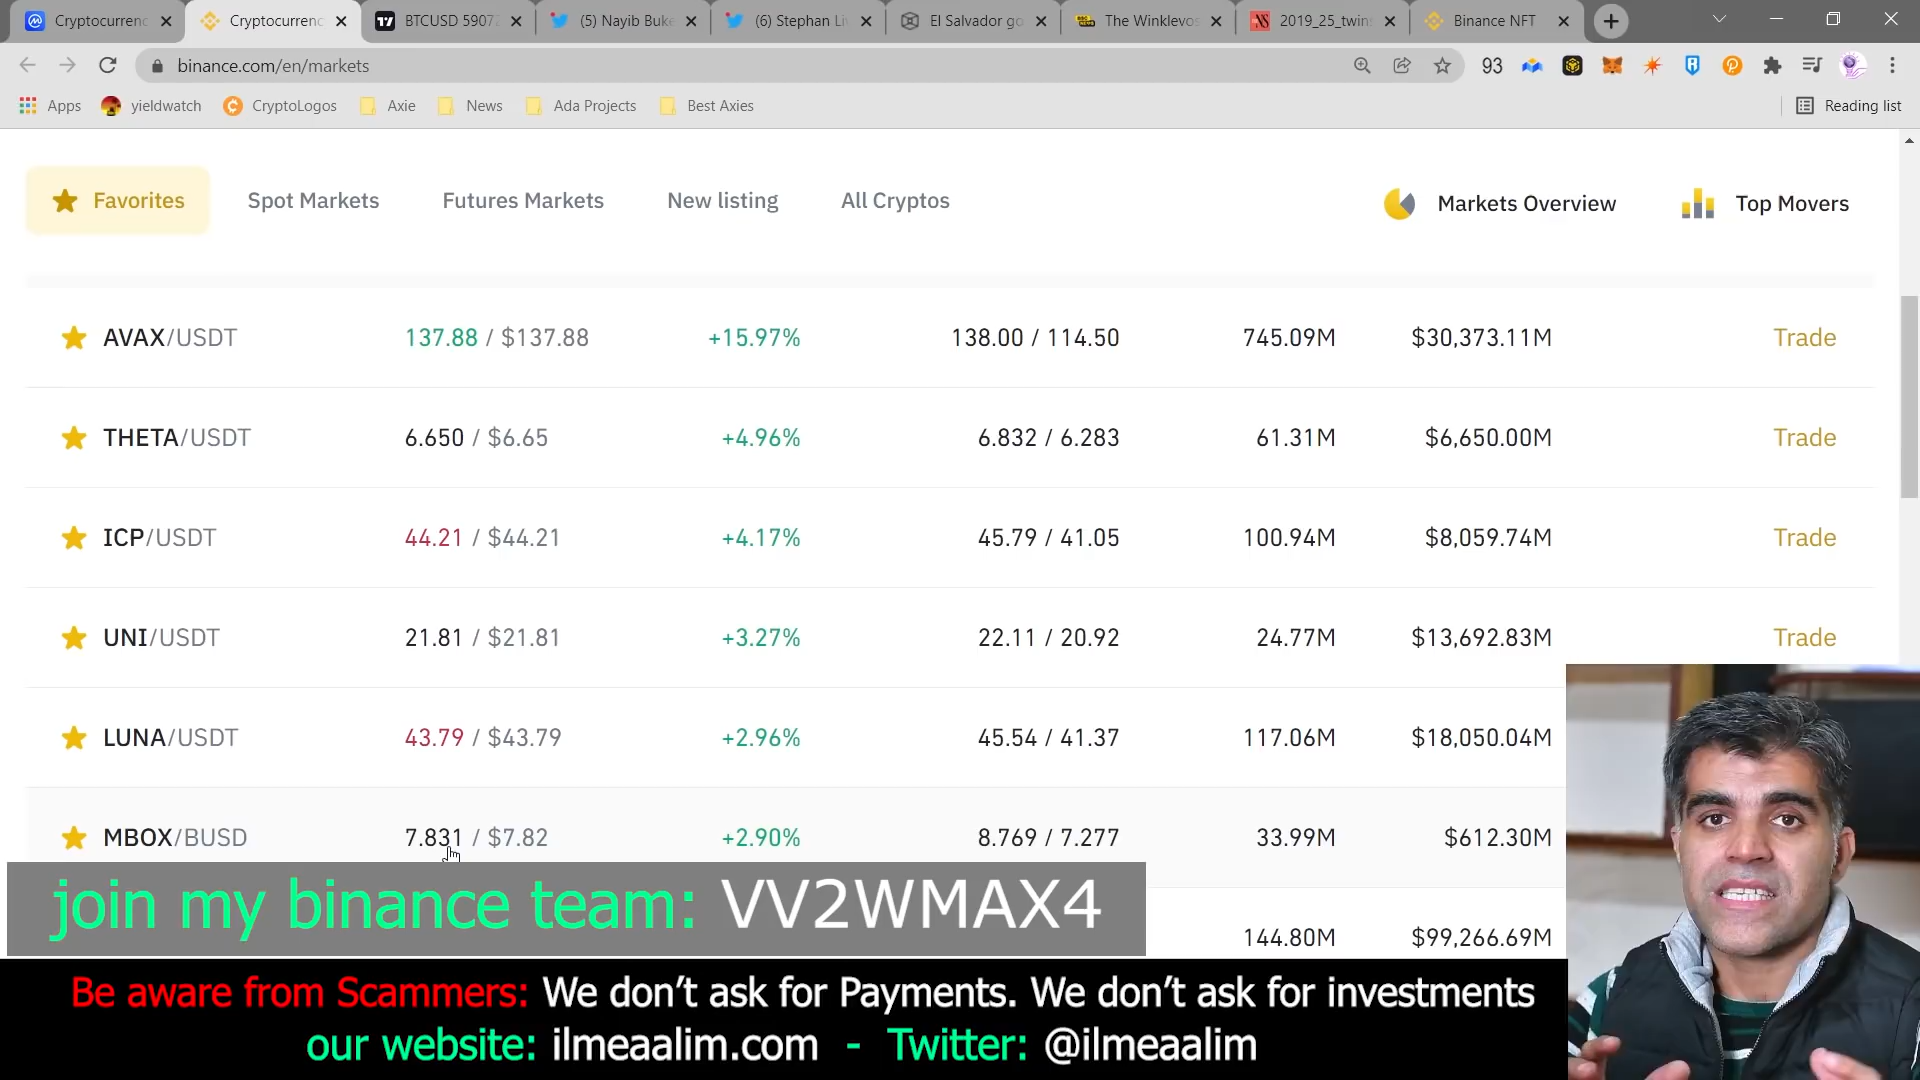 Cryptocurrenc
Cryptocurrenc
BTCUSD 5907
(5) Nayib Buke
(6) Stephan Li
El Salvador go
The Winklevos
2019_25_twins
Binance NFT
binance.com/en/markets
93
Apps
yieldwatch
CryptoLogos
Axie
News
Ada Projects
Best Axies
Reading list
Favorites
Spot Markets
Futures Markets
New listing
All Cryptos
Markets Overview
Top Movers
AVAX/USDT 137.88 / $137.88 +15.97% 138.00 / 114.50 745.09M $30,373.11M Trade
THETA/USDT 6.650 / $6.65 +4.96% 6.832 / 6.283 61.31M $6,650.00M Trade
ICP/USDT 44.21 / $44.21 +4.17% 45.79 / 41.05 100.94M $8,059.74M Trade
UNI/USDT 21.81 / $21.81 +3.27% 22.11 / 20.92 24.77M $13,692.83M Trade
LUNA/USDT 43.79 / $43.79 +2.96% 45.54 / 41.37 117.06M $18,050.04M
MBOX/BUSD 7.831 / $7.82 +2.90% 8.769 / 7.277 33.99M $612.30M
144.80M $99,266.69M
join my binance team: VV2WMAX4
Be aware from Scammers: We don't ask for Payments. We don't ask for investments
our website: ilmeaalim.com - Twitter: @ilmeaalim